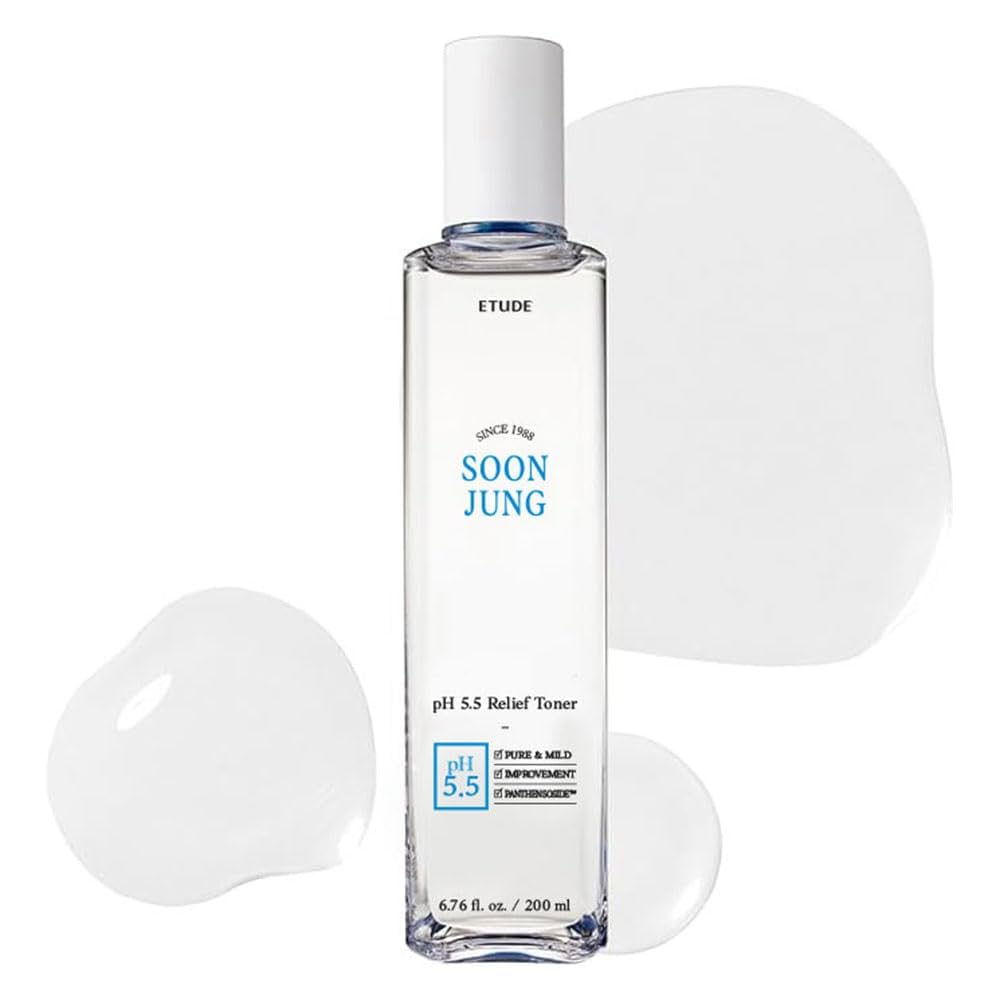 ETUDE
SINCE 1988
SOON
JUNG
pH 5.5 Relief Toner
pH
5.5
PURE & MILD
IMPROVEMENT
PANTHENSOSIDE™
6.76 fl. oz. / 200 ml